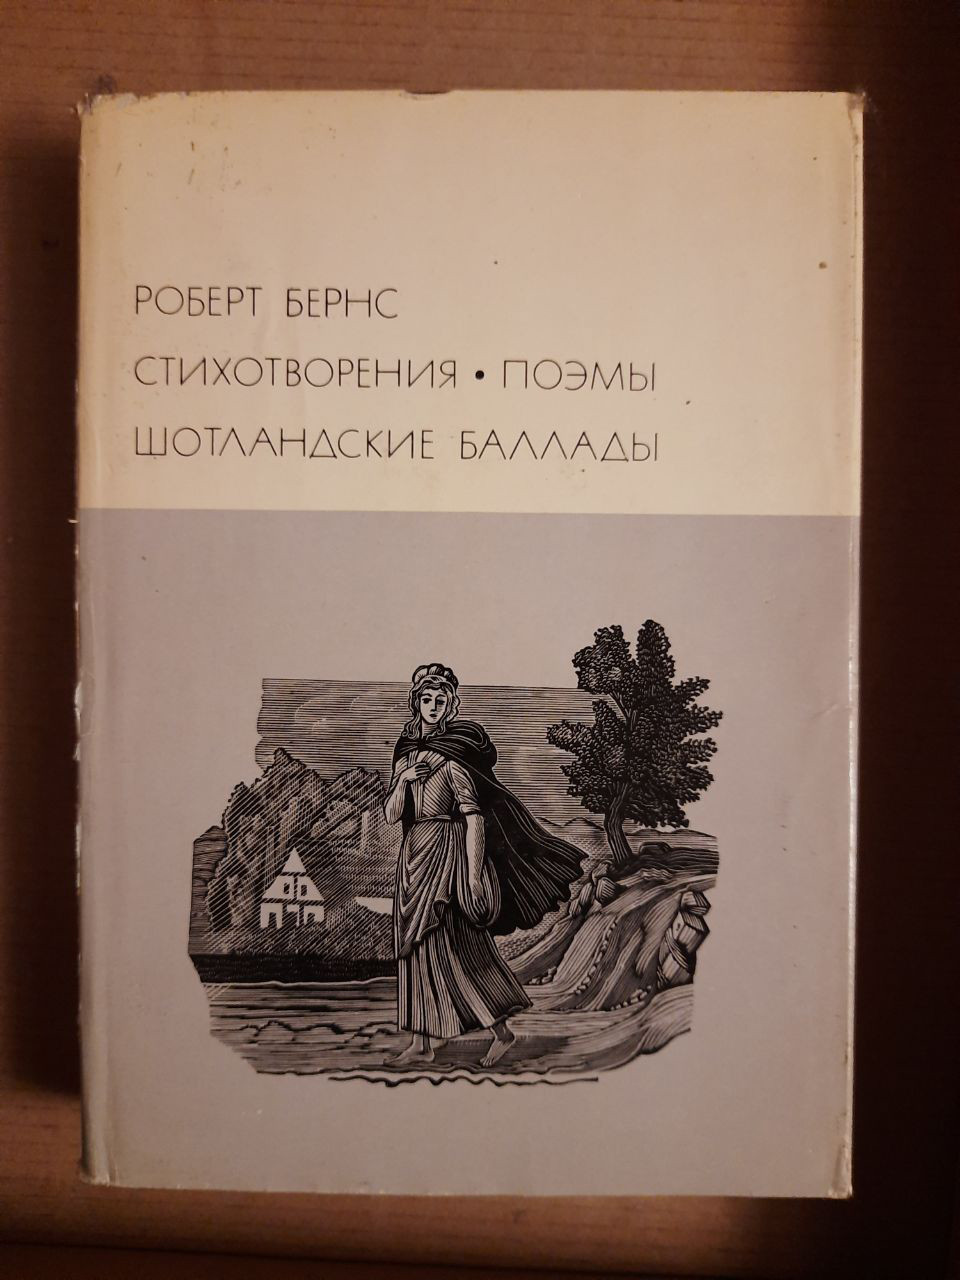 РОБЕРТ БЕРНС
СТИХОТВОРЕНИЯ • ПОЭМЫ
ШОТЛАНДСКИЕ БАЛЛАДЫ